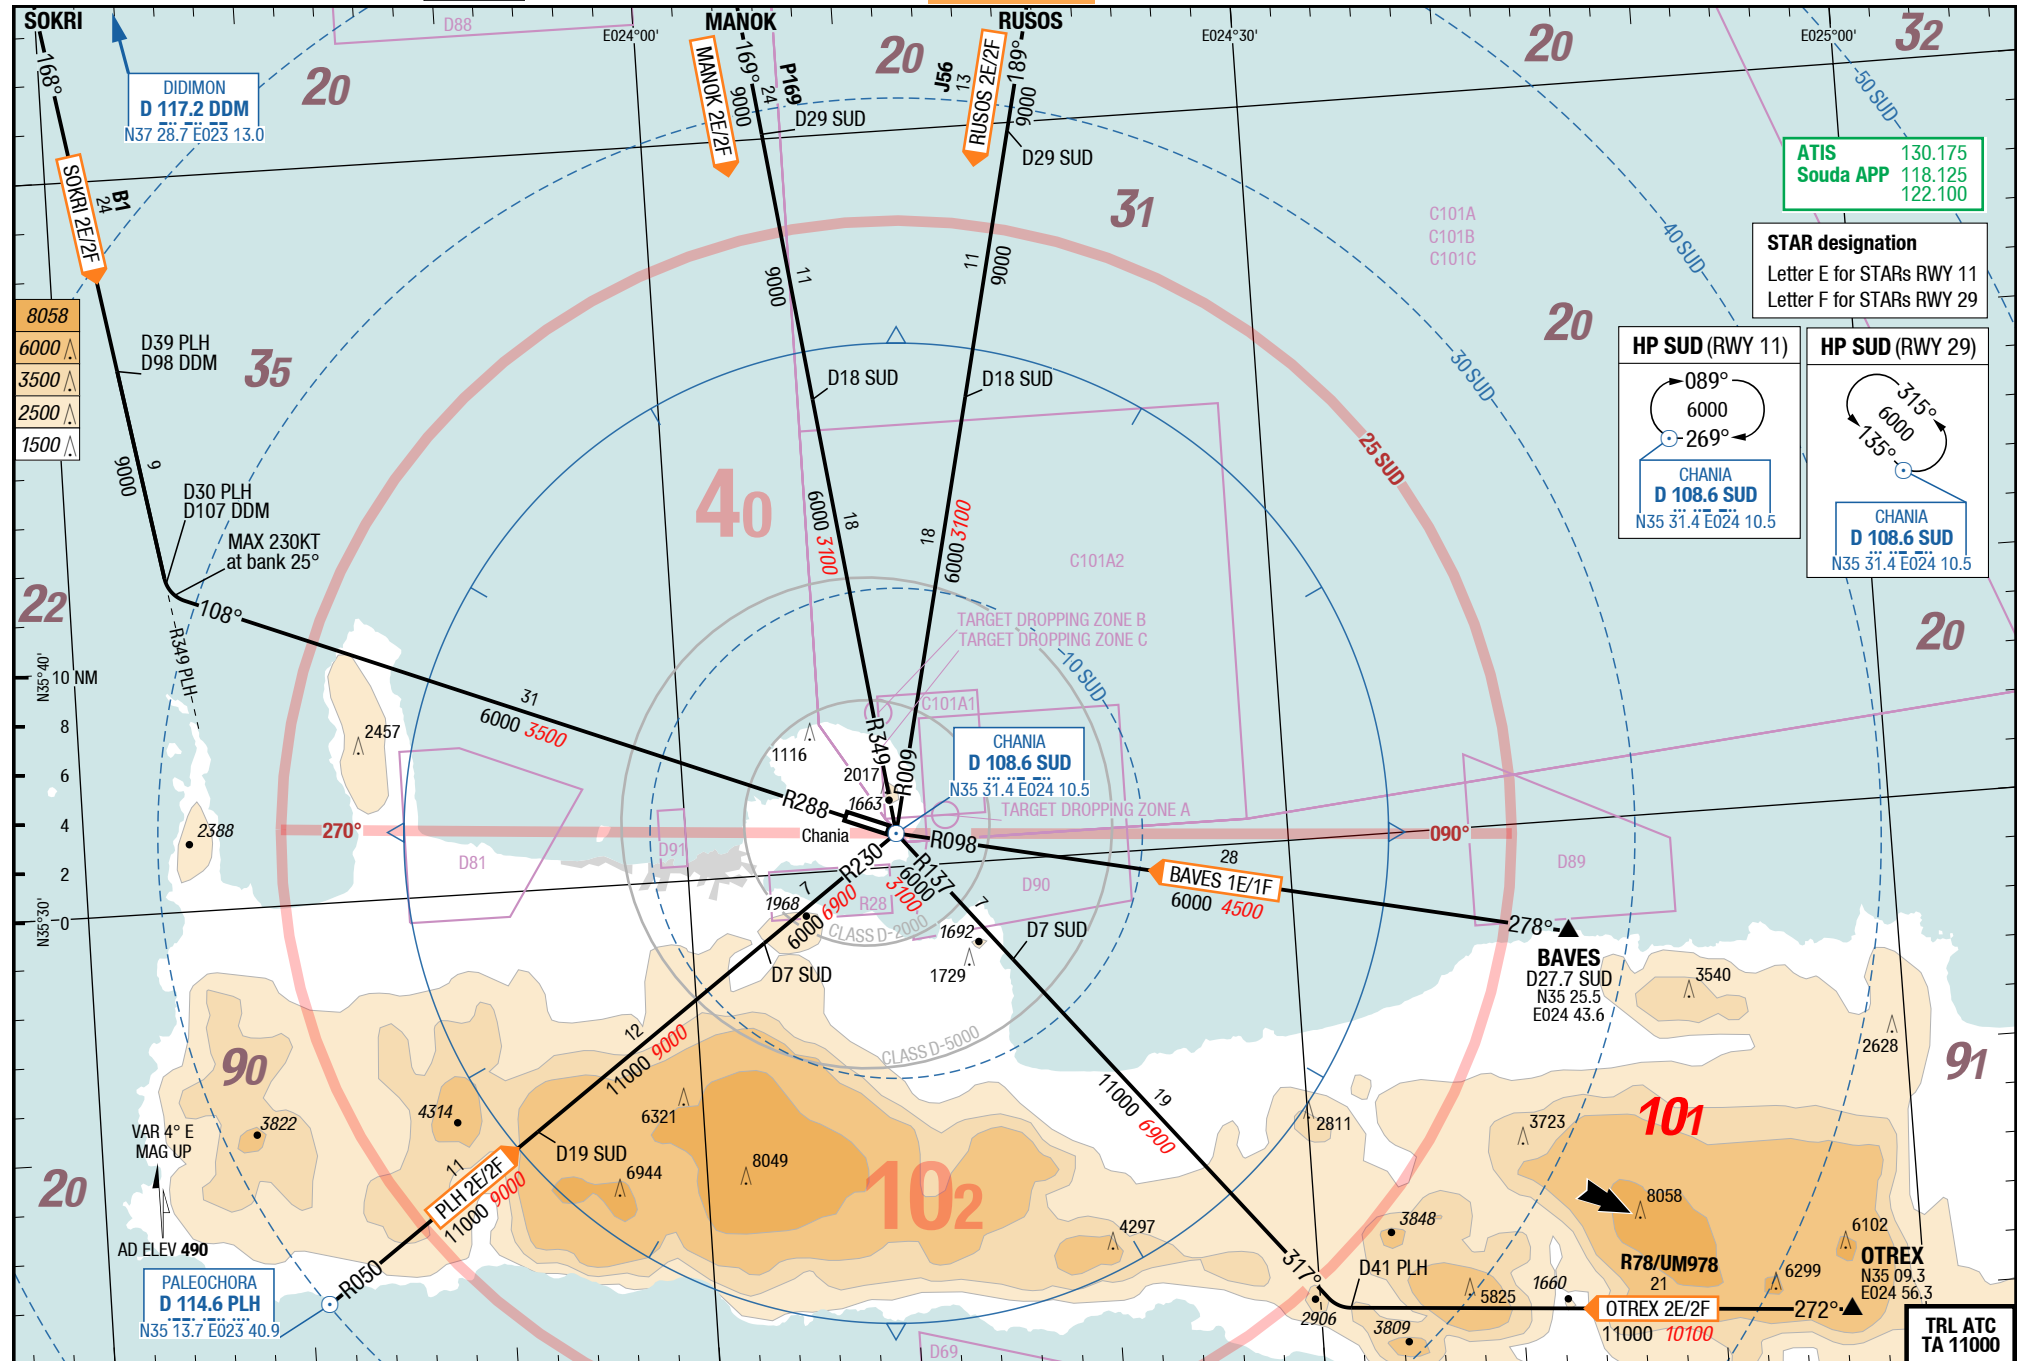 SOKRI
MANOK
RUSOS
D88
E024°00'
E024°30'
E025°00'
32
20
20
20
168°
169°
189°
P169
24
9000
J56
13
9000
MANOK 2E/2F
RUSOS 2E/2F
DIDIMON
D 117.2 DDM
N37 28.7 E023 13.0
D29 SUD
D29 SUD
50 SUD
ATIS 130.175
Souda APP 118.125
122.100
SOKRI 2E/2F
B1
24
31
C101A
C101B
C101C
40 SUD
STAR designation
Letter E for STARs RWY 11
Letter F for STARs RWY 29
11
9000
11
9000
8058
6000
3500
2500
1500
D39 PLH
D98 DDM
35
20
30 SUD
D18 SUD
D18 SUD
HP SUD (RWY 11)
089°
6000
269°
CHANIA
D 108.6 SUD
N35 31.4 E024 10.5
HP SUD (RWY 29)
315°
6000
135°
CHANIA
D 108.6 SUD
N35 31.4 E024 10.5
25 SUD
9
9000
D30 PLH
D107 DDM
MAX 230KT
at bank 25°
40
18
6000 3100
18
6000 3100
C101A2
22
108°
R349 PLH
TARGET DROPPING ZONE B
TARGET DROPPING ZONE C
20
10 SUD
N35°40'
10 NM
8
6
4
2
0
N35°30'
31
6000 3500
2457
C101A1
1116
2017
1663
R349
R009
CHANIA
D 108.6 SUD
N35 31.4 E024 10.5
TARGET DROPPING ZONE A
R288
Chania
270°
090°
2388
D81
D91
R098
R230
R137
28
BAVES 1E/1F
6000 4500
D89
D90
R28
7
1968
6000 6900
6000
3100
CLASS D-2000
7
1692
1729
D7 SUD
D7 SUD
278°
BAVES
D27.7 SUD
N35 25.5
E024 43.6
3540
2628
CLASS D-5000
12
11000 9000
90
91
4314
3822
6321
19
11000 6900
2811
3723
101
VAR 4° E
MAG UP
20
11
PLH 2E/2F
11000 9000
D19 SUD
6944
8049
102
8058
3848
4297
6102
AD ELEV 490
R050
PALEOCHORA
D 114.6 PLH
N35 13.7 E023 40.9
317°
D41 PLH
R78/UM978
21
OTREX 2E/2F
11000 10100
5825
1660
6299
272°
OTREX
N35 09.3
E024 56.3
2906
3809
D69
TRL ATC
TA 11000